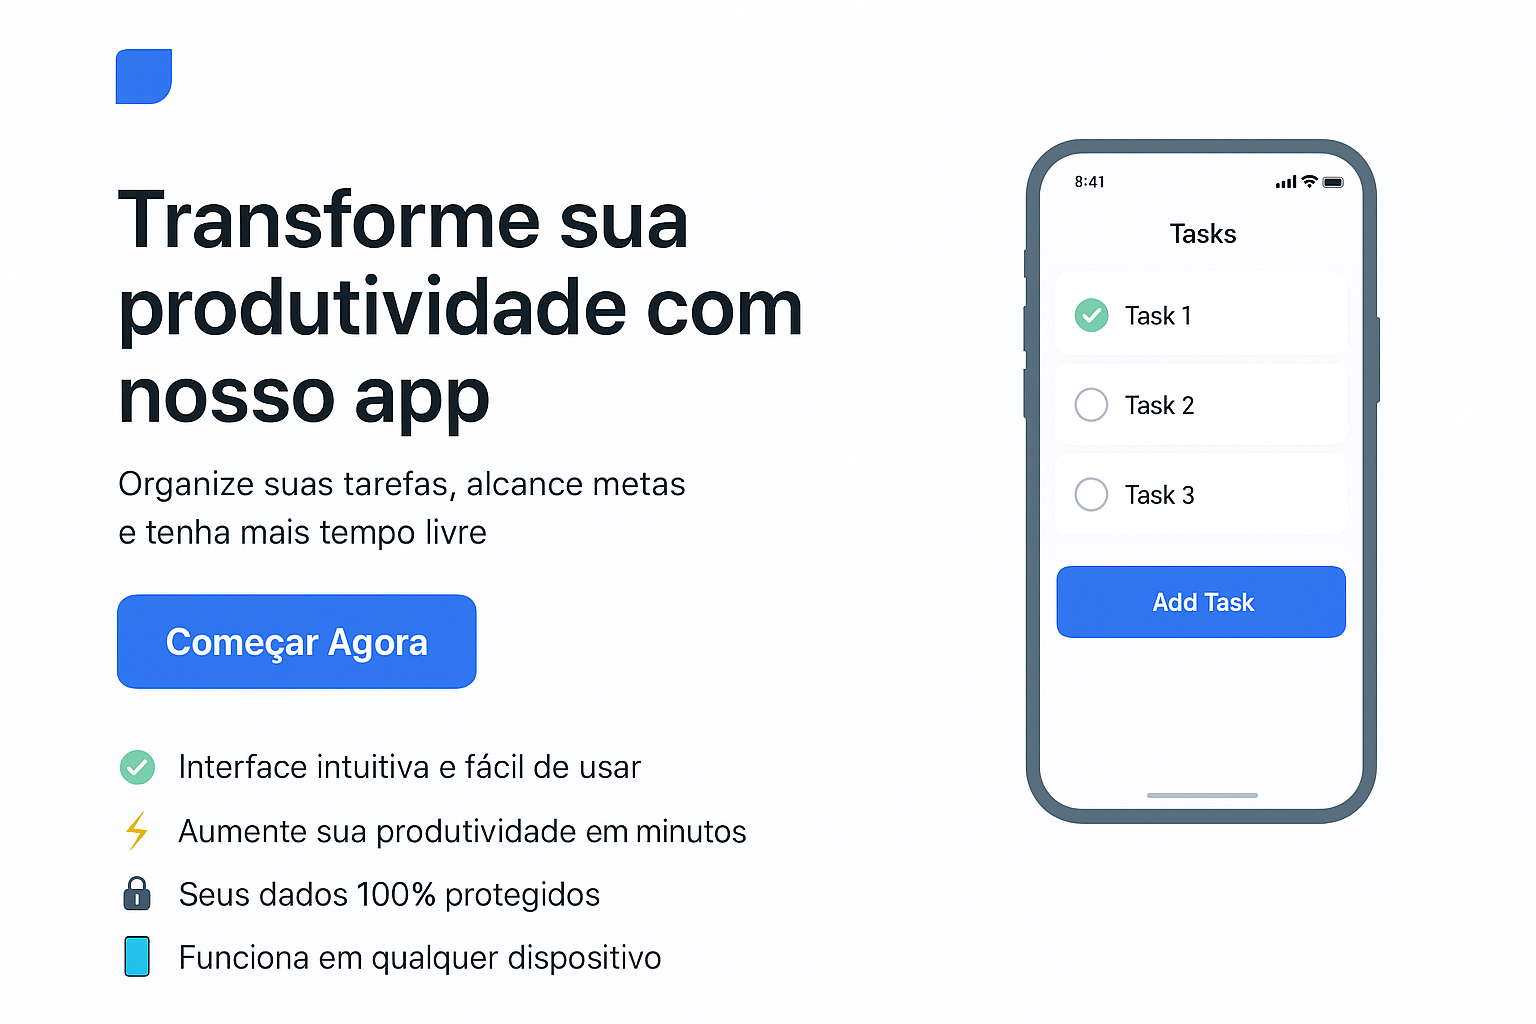 Transforme sua
produtividade com
nosso app
Organize suas tarefas, alcance metas
e tenha mais tempo livre
Começar Agora
Interface intuitiva e fácil de usar
Aumente sua produtividade em minutos
Seus dados 100% protegidos
Funciona em qualquer dispositivo
8:41
Tasks
Task 1
Task 2
Task 3
Add Task